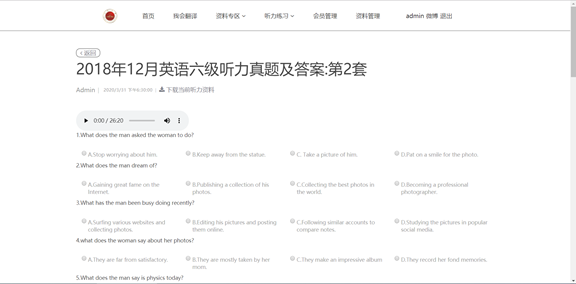 首页 我会翻译 资料专区 听力练习 会员管理 资料管理 admin 微博 退出
返回
2018年12月英语六级听力真题及答案:第2套
Admin | 2020/3/31 下午6:30:00 | 下载当前听力资料
0:00 / 26:20
1.What does the man asked the woman to do?
A.Stop worrying about him. B.Keep away from the statue. C. Take a picture of him. D.Pat on a smile for the photo.
2.What does the man dream of?
A.Gaining great fame on the B.Publishing a collection of his C.Collecting the best photos in D.Becoming a professional
Internet. photos. the world. photographer.
3.What has the man been busy doing recently?
A.Surfing various websites and B.Editing his pictures and posting C.Following similar accounts to D.Studying the pictures in popular
collecting photos. them online. compare notes. social media.
4.what does the woman say about her photos?
A.They are far from satisfactory. B.They are mostly taken by her C.They make an impressive album D.They record her fond memories.
mom.
5.What does the man say is physics today?